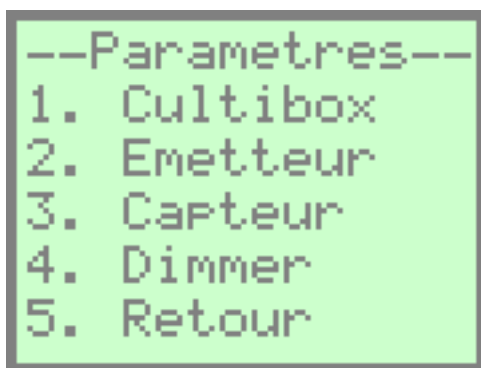 --Parametres--
1. Cultibox
2. Emetteur
3. Capteur
4. Dimmer
5. Retour